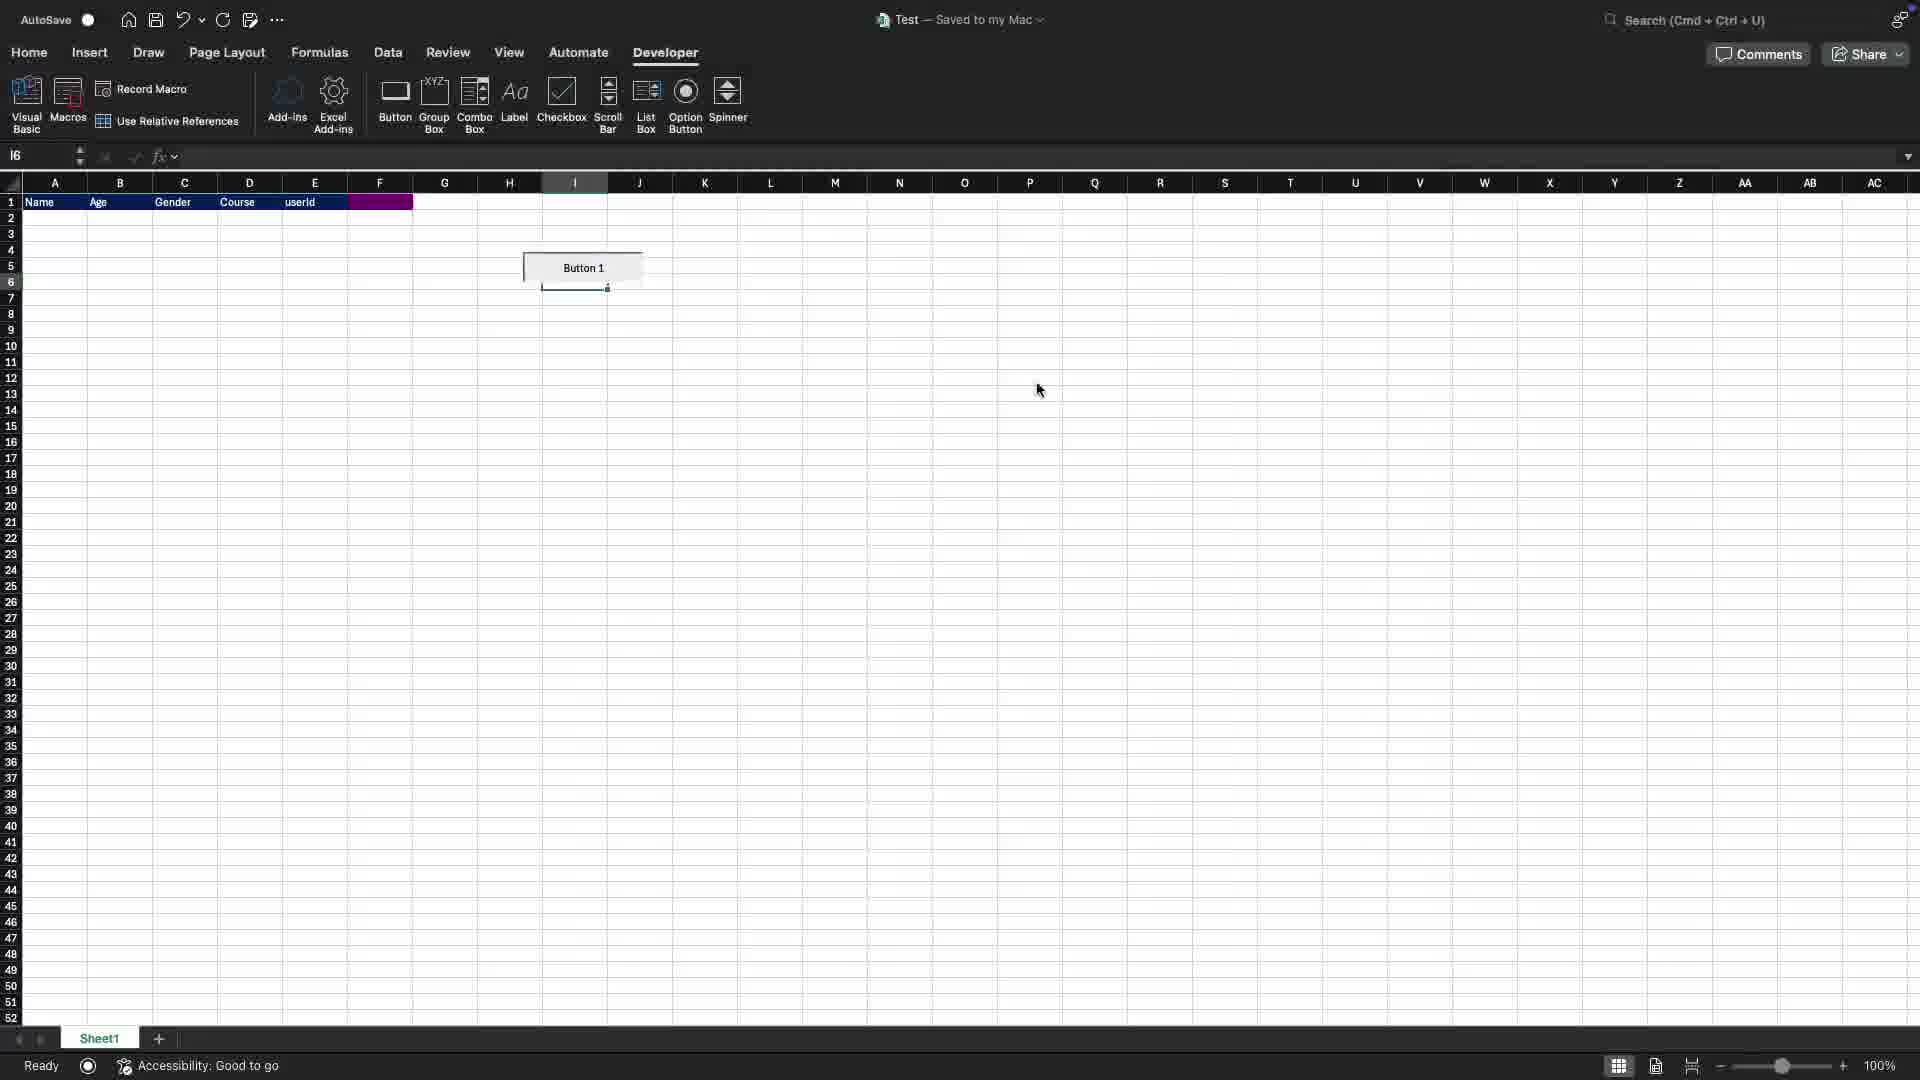 AutoSave
Test — Saved to my Mac
Search (Cmd + Ctrl + U)
Home Insert Draw Page Layout Formulas Data Review View Automate Developer
Comments Share
Visual Basic
Macros
Record Macro
Use Relative References
Add-ins
Excel Add-ins
Button
Group Box
Combo Box
Label
Checkbox
Scroll Bar
List Box
Option Button
Spinner
XYZ
Aa
I6
fx
A B C D E F G H I J K L M N O P Q R S T U V W X Y Z AA AB AC
1 Name Age Gender Course userId
2
3
4
5
Button 1
6
7
8
9
10
11
12
13
14
15
16
17
18
19
20
21
22
23
24
25
26
27
28
29
30
31
32
33
34
35
36
37
38
39
40
41
42
43
44
45
46
47
48
49
50
51
52
Sheet1
Ready
Accessibility: Good to go
100%